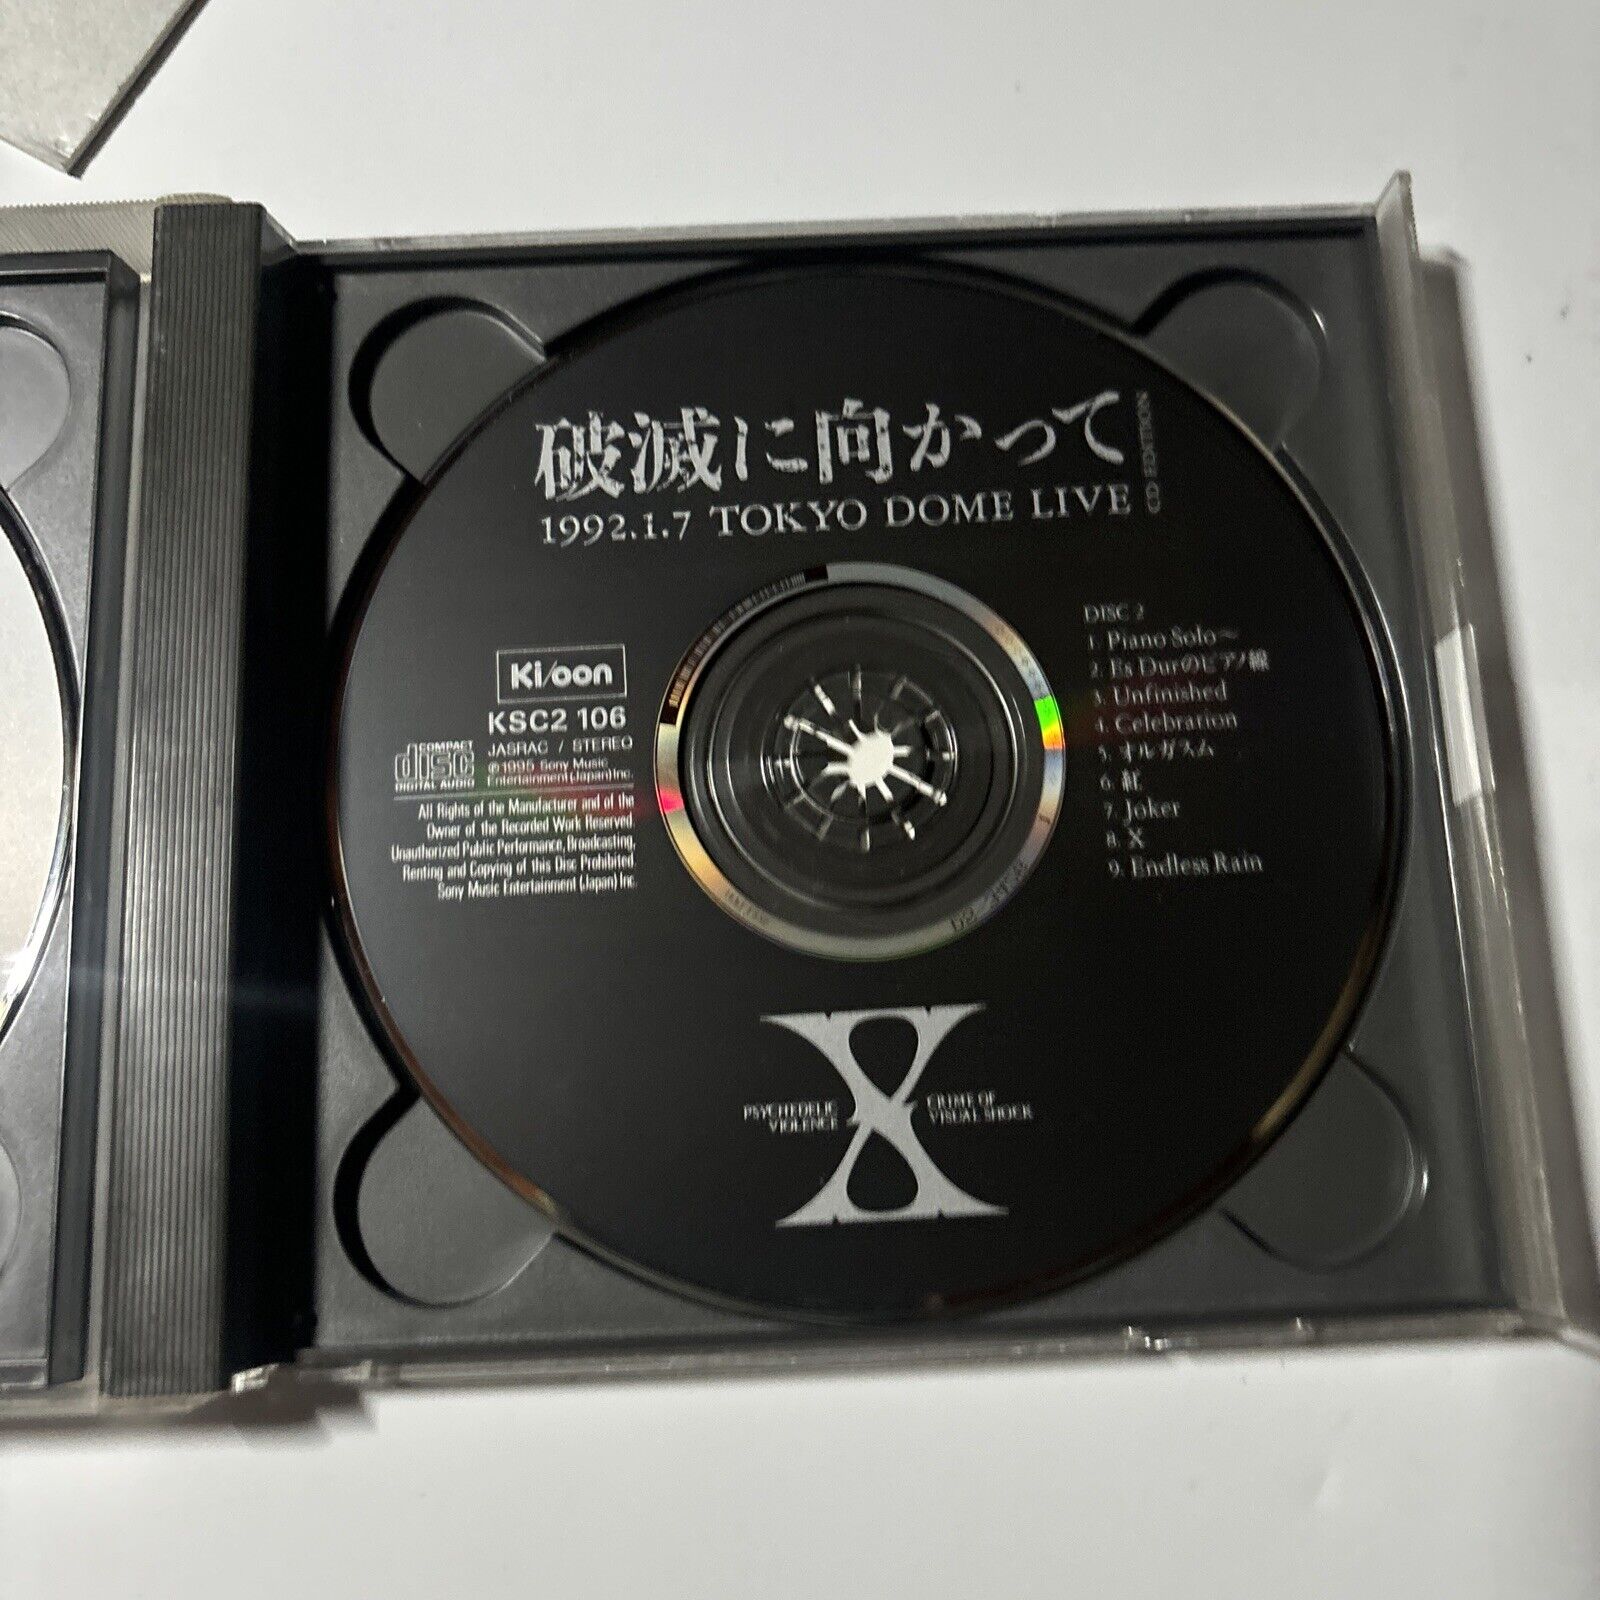 破滅に向かって
1992.1.7 TOKYO DOME LIVE
CD EDITION
Ki/oon
KSC2 106
COMPACT
disc
DIGITAL AUDIO
JASRAC / STEREO
℗1995 Sony Music
Entertainment(Japan)Inc.
All Rights of the Manufacturer and of the
Owner of the Recorded Work Reserved.
Unauthorized Public Performance, Broadcasting,
Renting and Copying of this Disc Prohibited.
Sony Music Entertainment (Japan) Inc.
DISC 2
1. Piano Solo～
2. Es Durのピアノ線
3. Unfinished
4. Celebration
5. オルガスム
6. 紅
7. Joker
8. X
9. Endless Rain
X
PSYCHEDELIC
VIOLENCE
CRIME OF
VISUAL SHOCK